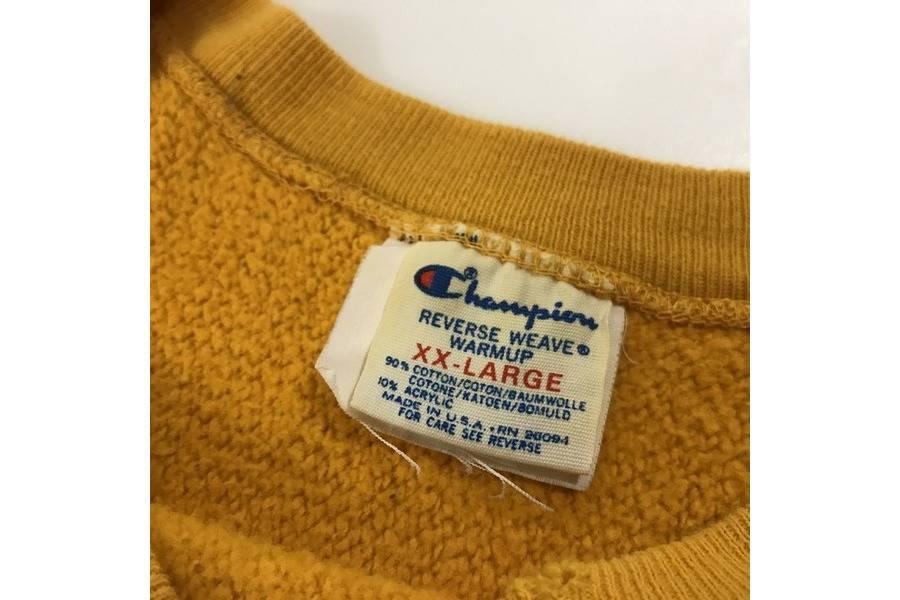 Champion®
REVERSE WEAVE®
WARMUP
XX-LARGE
90% COTTON/COTON/BAUMWOLLE
COTONE/KATOEN/BOMULD
10% ACRYLIC
MADE IN U.S.A. • RN 26094
FOR CARE SEE REVERSE